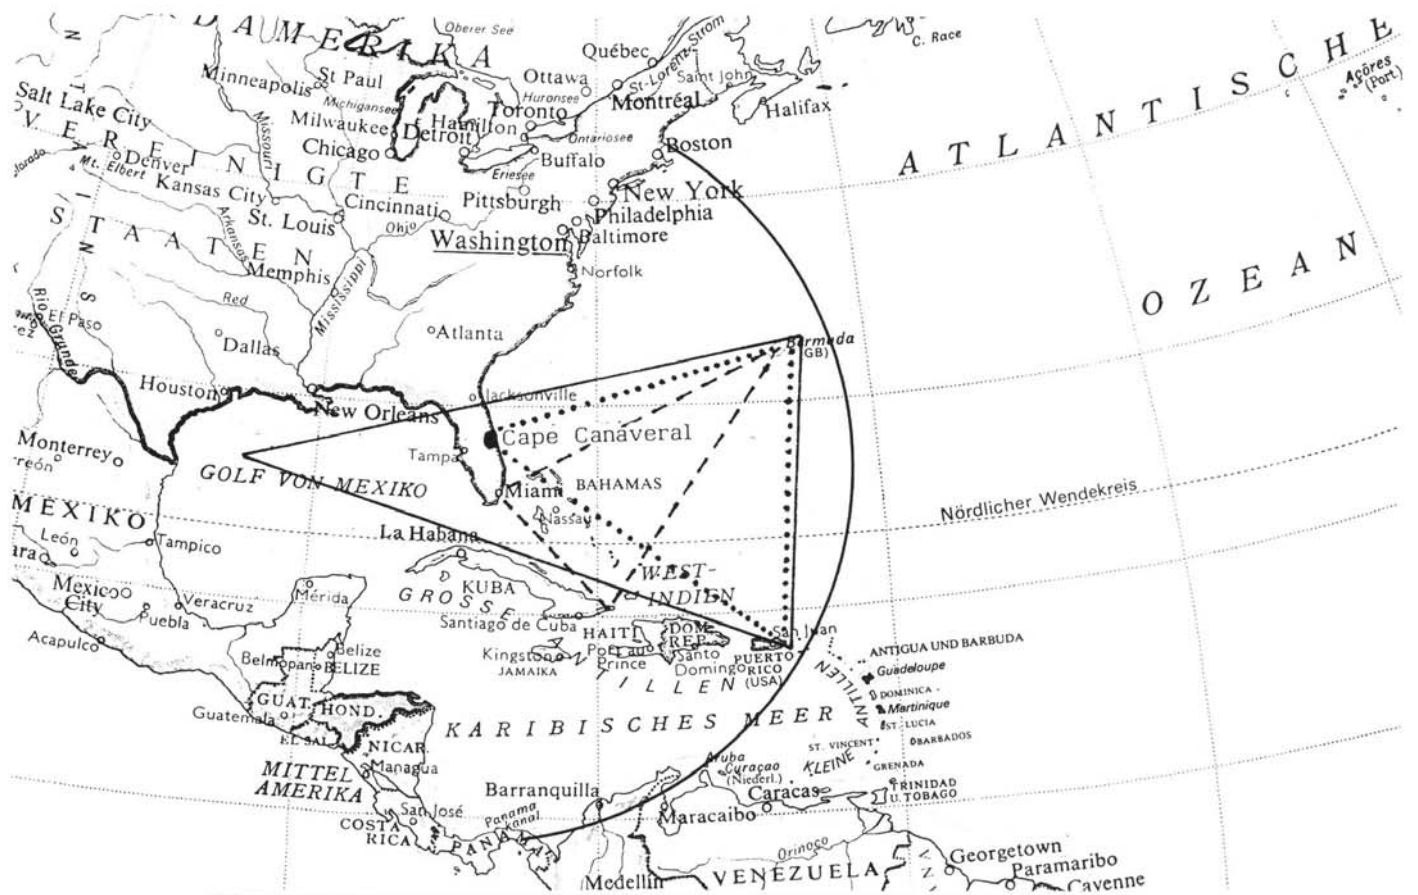 DAMERIKA
Oberer See
Québec
St-Lorenz-Strom
C. Race
ATLANTISCHE
Açôres
(Port.)
Minneapolis
St Paul
Ottawa
Huronsee
Montréal
Saint John
Halifax
Salt Lake City
Michigansee
Milwaukee
Detroit
Hamilton
Toronto
Ontariosee
Missouri
Chicago
Buffalo
Boston
VEREINIGTE
Denver
Mt. Elbert
Kansas City
Eriesee
Pittsburgh
New York
Cincinnati
Philadelphia
St. Louis
Ohio
Washington
Baltimore
STAATEN
Arkansas
Memphis
Mississippi
Norfolk
OZEAN
Red
Rio Grande
El Paso
Dallas
Atlanta
Bermuda
(GB)
Houston
New Orleans
Jacksonville
Cape Canaveral
Monterrey
Tampa
GOLF VON MEXIKO
Miami
BAHAMAS
Nassau
Nördlicher Wendekreis
MEXIKO
León
Tampico
La Habana
KUBA
WEST-
INDIEN
Mexico
City
Veracruz
Mérida
GROSSE
Puebla
Santiago de Cuba
Acapulco
HAITI
DOM.
REP.
San Juan
Belize
Belmopan
BELIZE
Kingston
JAMAIKA
Port au
Prince
Santo
Domingo
PUERTO
RICO
(USA)
ANTILLEN
ANTIGUA UND BARBUDA
Guadeloupe
DOMINICA
Martinique
ST. LUCIA
GUAT.
HOND.
Guatemala
KARIBISCHES MEER
ANTILLEN
ST. VINCENT
BARBADOS
EL SAL.
NICAR.
Managua
KLEINE
GRENADA
MITTEL
AMERIKA
Aruba
Curaçao
(Niederl.)
Barranquilla
Caracas
TRINIDAD
U. TOBAGO
San José
Panama
kanal
COSTA
RICA
PANAMA
Maracaibo
Orinoco
Georgetown
Medellín
VENEZUELA
Paramaribo
Cayenne